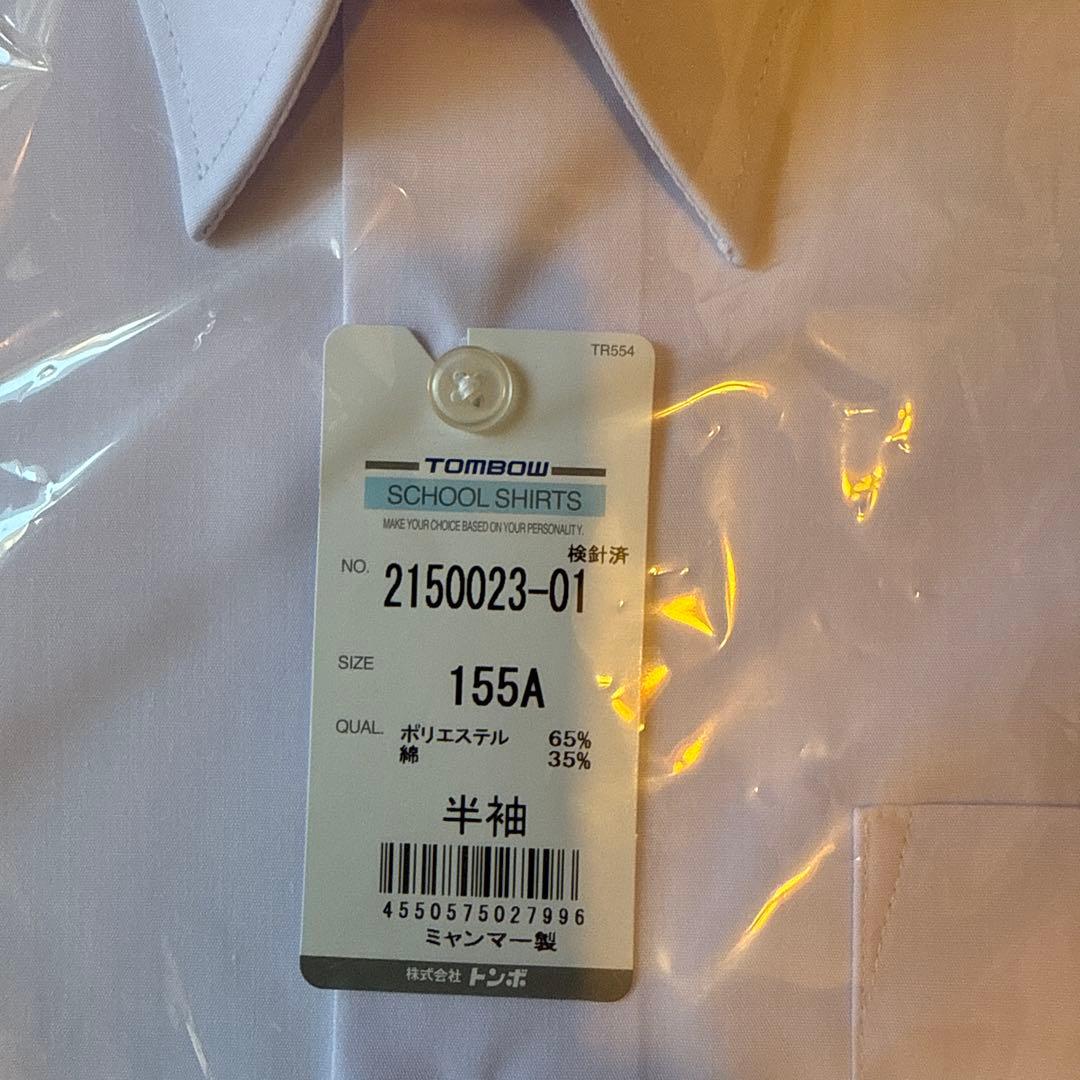 TR554
TOMBOW
SCHOOL SHIRTS
MAKE YOUR CHOICE BASED ON YOUR PERSONALITY.
検針済
NO. 2150023-01
SIZE 155A
QUAL. ポリエステル 65%
綿 35%
半袖
4550575027996
ミャンマー製
株式会社 トンボ